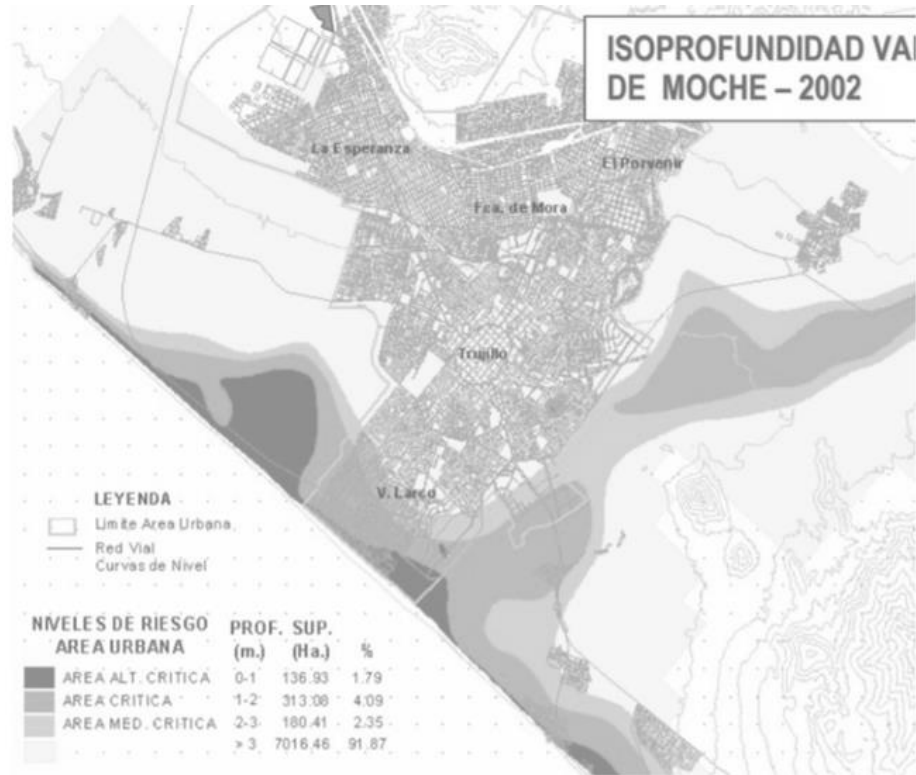 ISOPROFUNDIDAD
DE MOCHE – 2002
La Esperanza
El Porvenir
Fca. de Mora
Trujillo
V. Larco
LEYENDA
Limite Area Urbana
Red Vial
Curvas de Nivel
NIVELES DE RIESGO
AREA URBANA
PROF. SUP.
(m.) (Ha.) %
AREA ALT. CRITICA 0-1 136.93 1.79
AREA CRITICA 1-2 313.08 4.09
AREA MED. CRITICA 2-3 180.41 2.35
> 3 7016.46 91.87